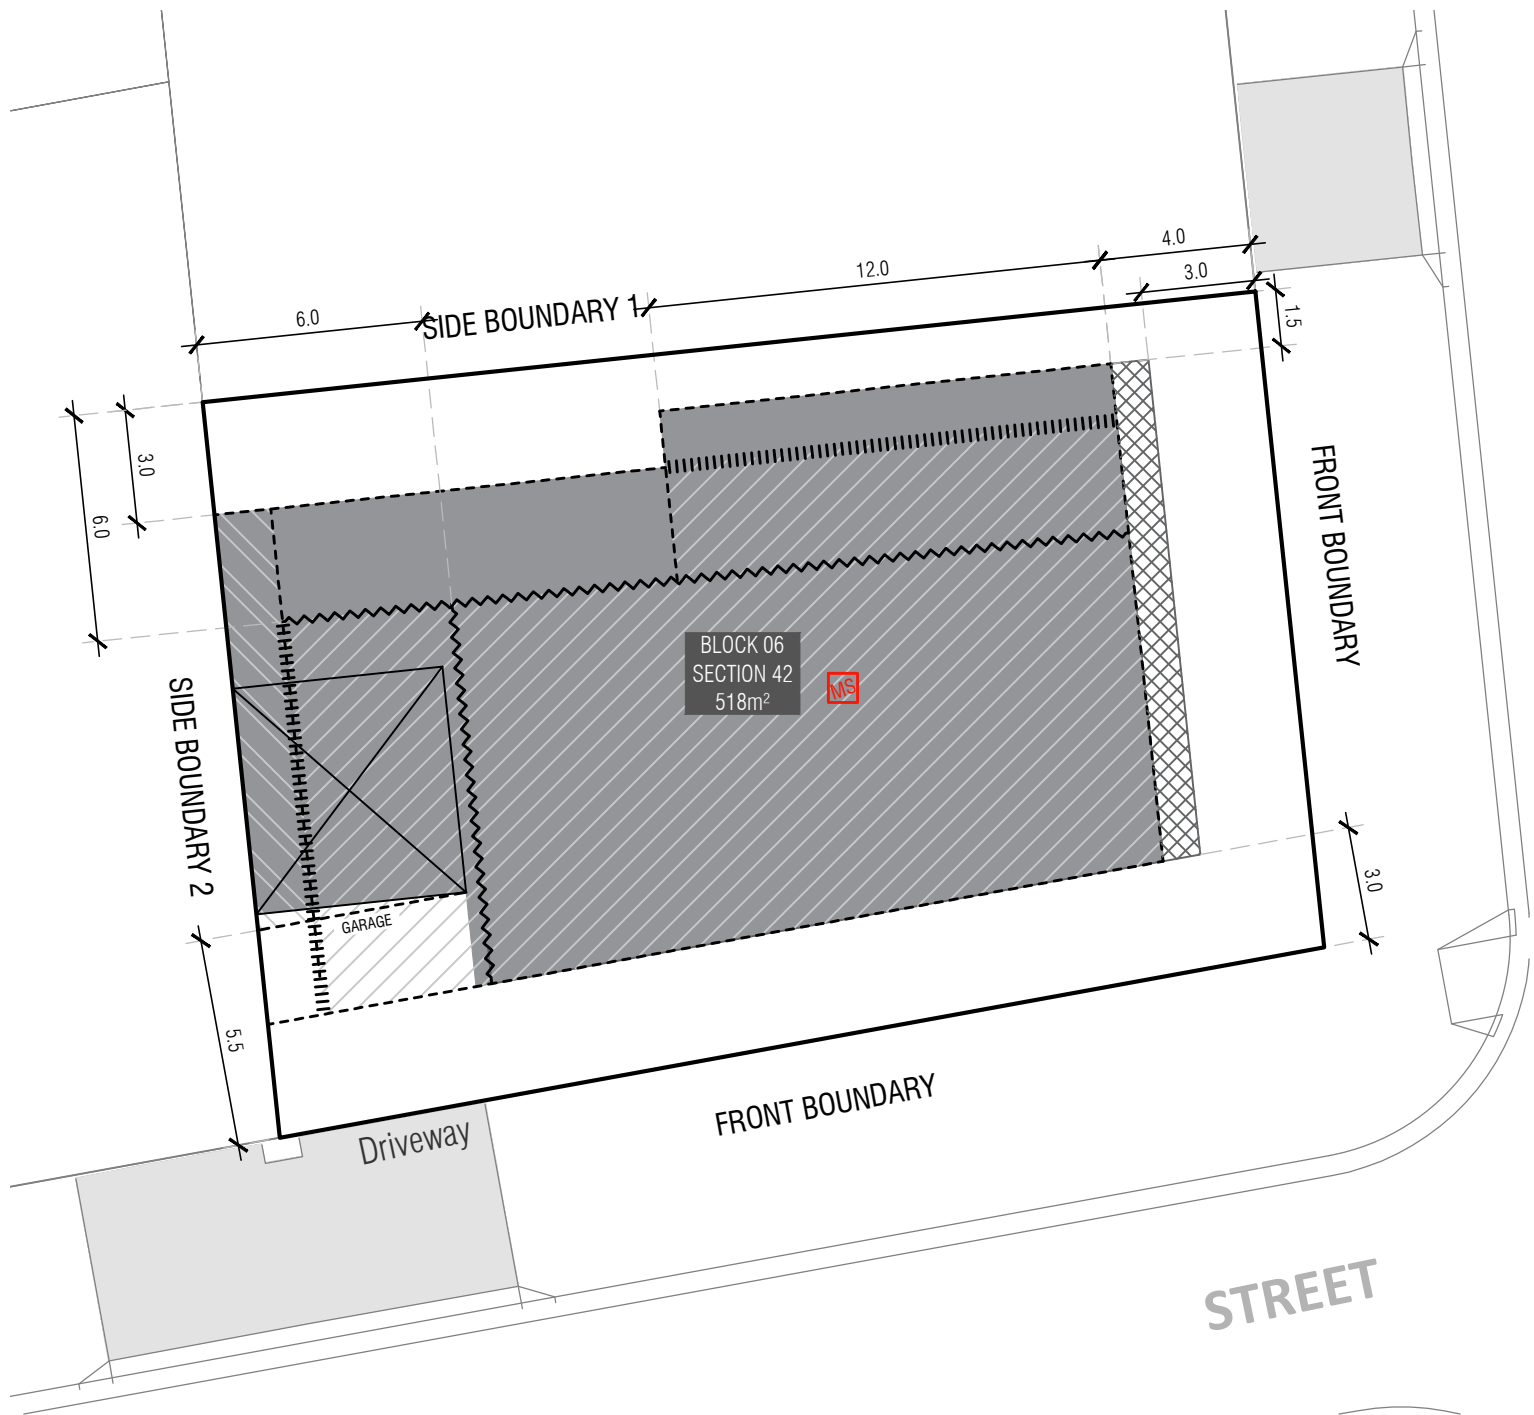 4.0
12.0
3.0
6.0
SIDE BOUNDARY 1
1.5
3.0
6.0
FRONT BOUNDARY
BLOCK 06
SECTION 42
518m²
MS
SIDE BOUNDARY 2
3.0
GARAGE
5.5
FRONT BOUNDARY
Driveway
STREET